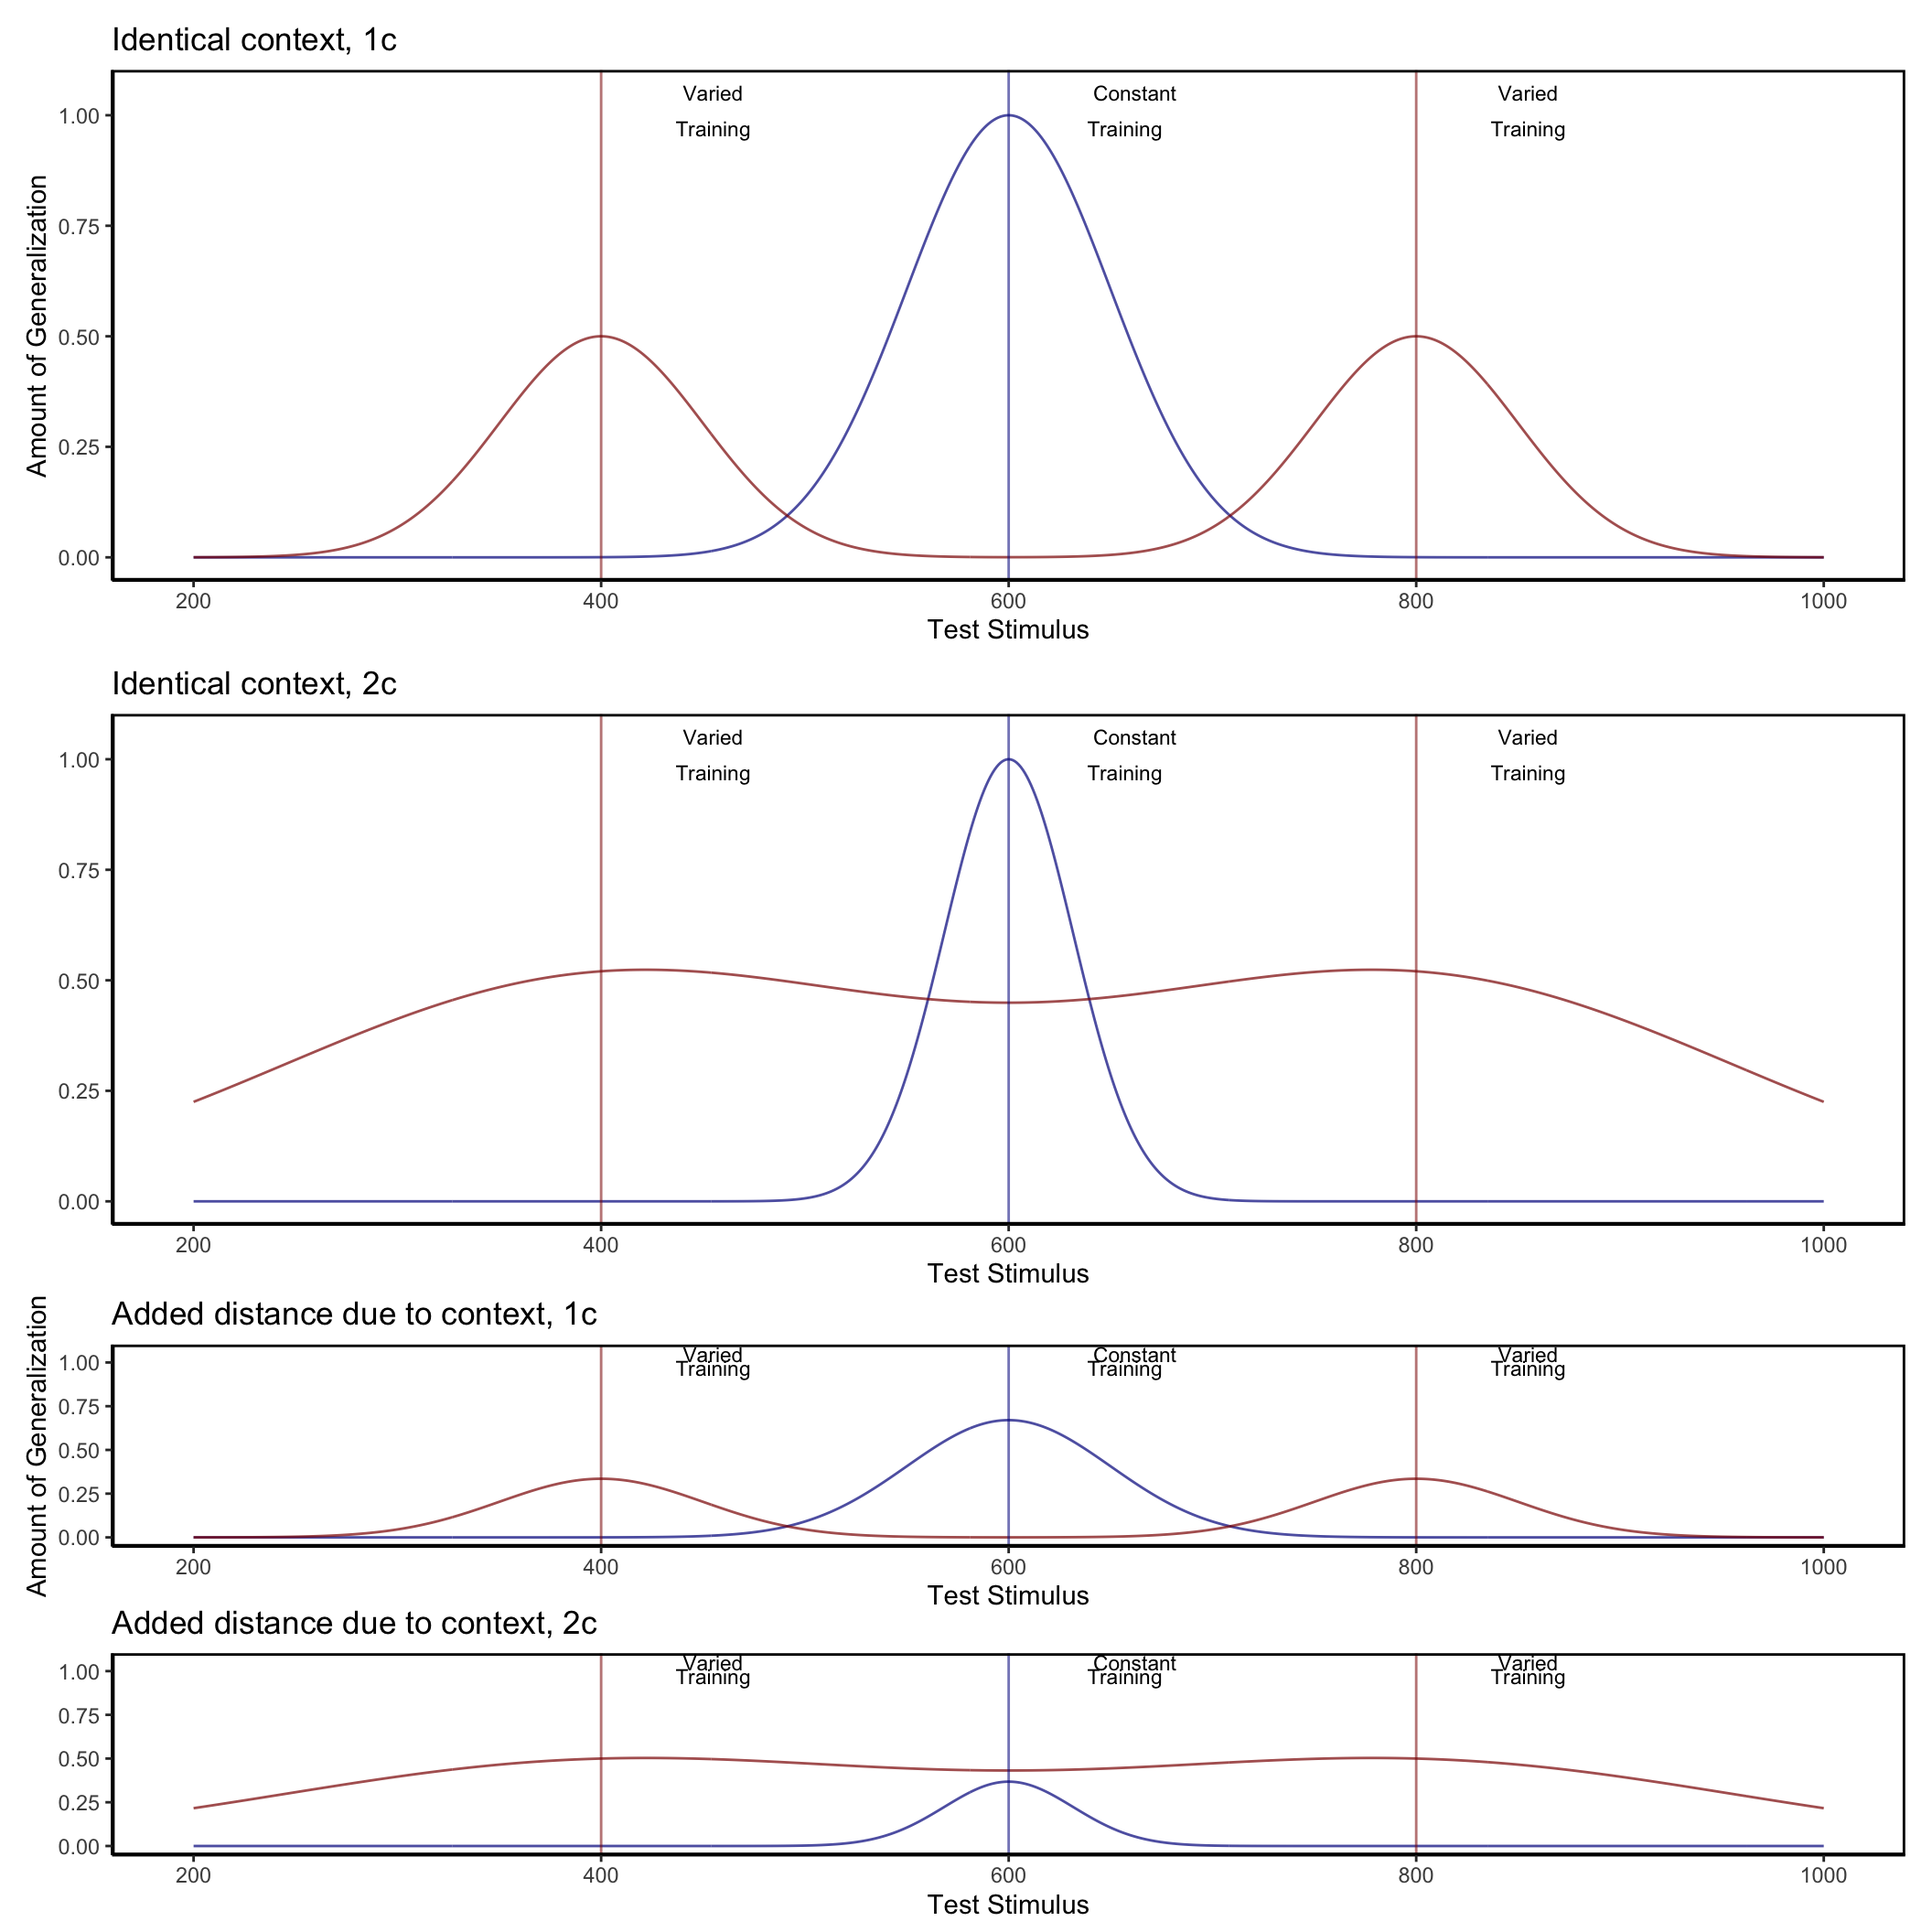 Identical context, 1c
Varied
Training
Constant
Training
Varied
Training
Amount of Generalization
1.00
0.75
0.50
0.25
0.00
200 400 600 800 1000
Test Stimulus
Identical context, 2c
Varied
Training
Constant
Training
Varied
Training
1.00
0.75
0.50
0.25
0.00
200 400 600 800 1000
Test Stimulus
Added distance due to context, 1c
Varied
Training
Constant
Training
Varied
Training
Amount of Generalization
1.00
0.75
0.50
0.25
0.00
200 400 600 800 1000
Test Stimulus
Added distance due to context, 2c
Varied
Training
Constant
Training
Varied
Training
1.00
0.75
0.50
0.25
0.00
200 400 600 800 1000
Test Stimulus